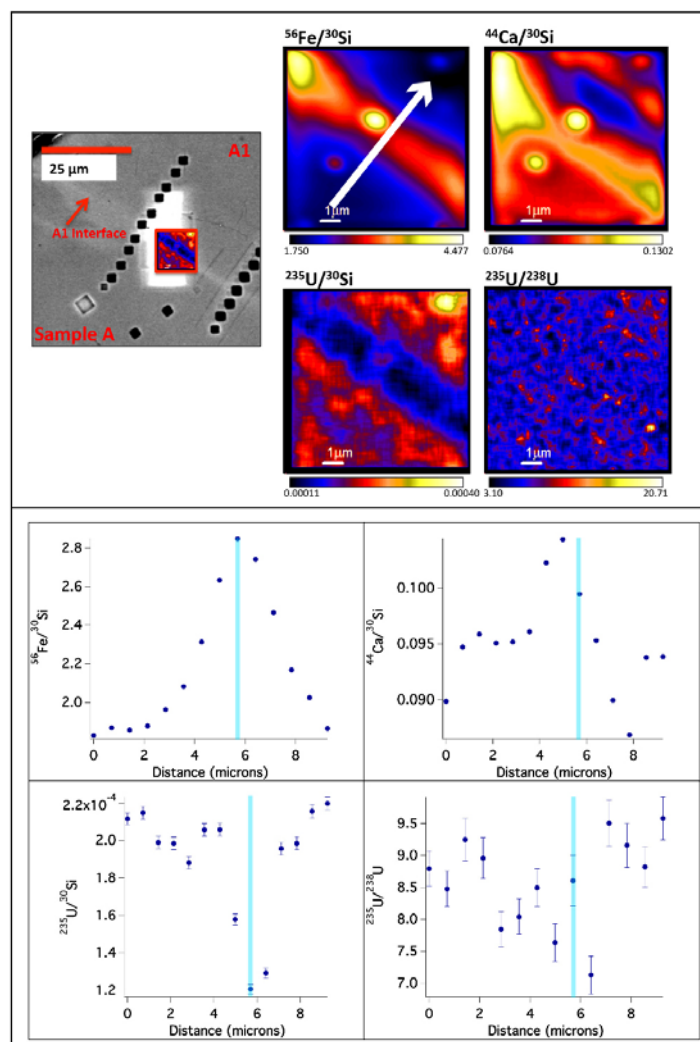 ⁵⁶Fe/³⁰Si
⁴⁴Ca/³⁰Si
A1
25 µm
A1 Interface
Sample A
1µm
1µm
1.750 4.477
0.0764 0.1302
²³⁵U/³⁰Si
²³⁵U/²³⁸U
1µm
1µm
0.00011 0.00040
3.10 20.71
⁵⁶Fe/³⁰Si
2.8
2.6
2.4
2.2
2.0
0 2 4 6 8
Distance (microns)
⁴⁴Ca/³⁰Si
0.100
0.095
0.090
0 2 4 6 8
Distance (microns)
²³⁵U/³⁰Si
2.2x10⁻⁴
2.0
1.8
1.6
1.4
1.2
0 2 4 6 8
Distance (microns)
²³⁵U/²³⁸U
9.5
9.0
8.5
8.0
7.5
7.0
0 2 4 6 8
Distance (microns)